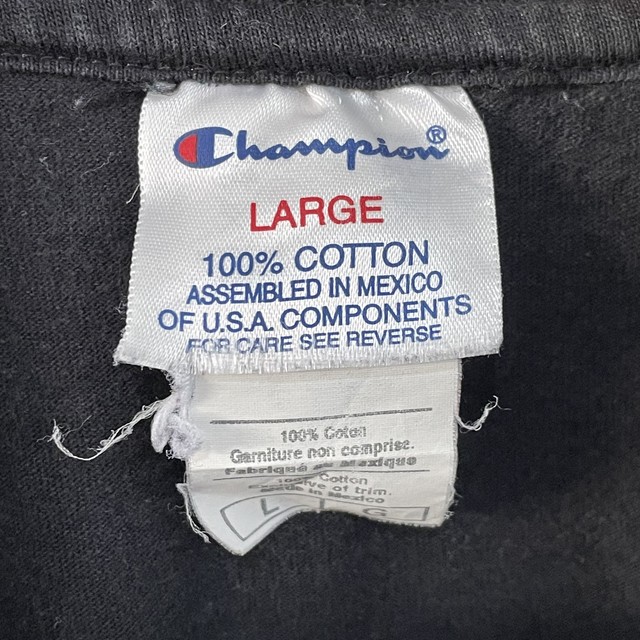 Champion®
LARGE
100% COTTON
ASSEMBLED IN MEXICO
OF U.S.A. COMPONENTS
FOR CARE SEE REVERSE
100% Coton
Garniture non comprise.
Fabriqué au Mexique
100% Cotton
of trim.
Made in Mexico
L G